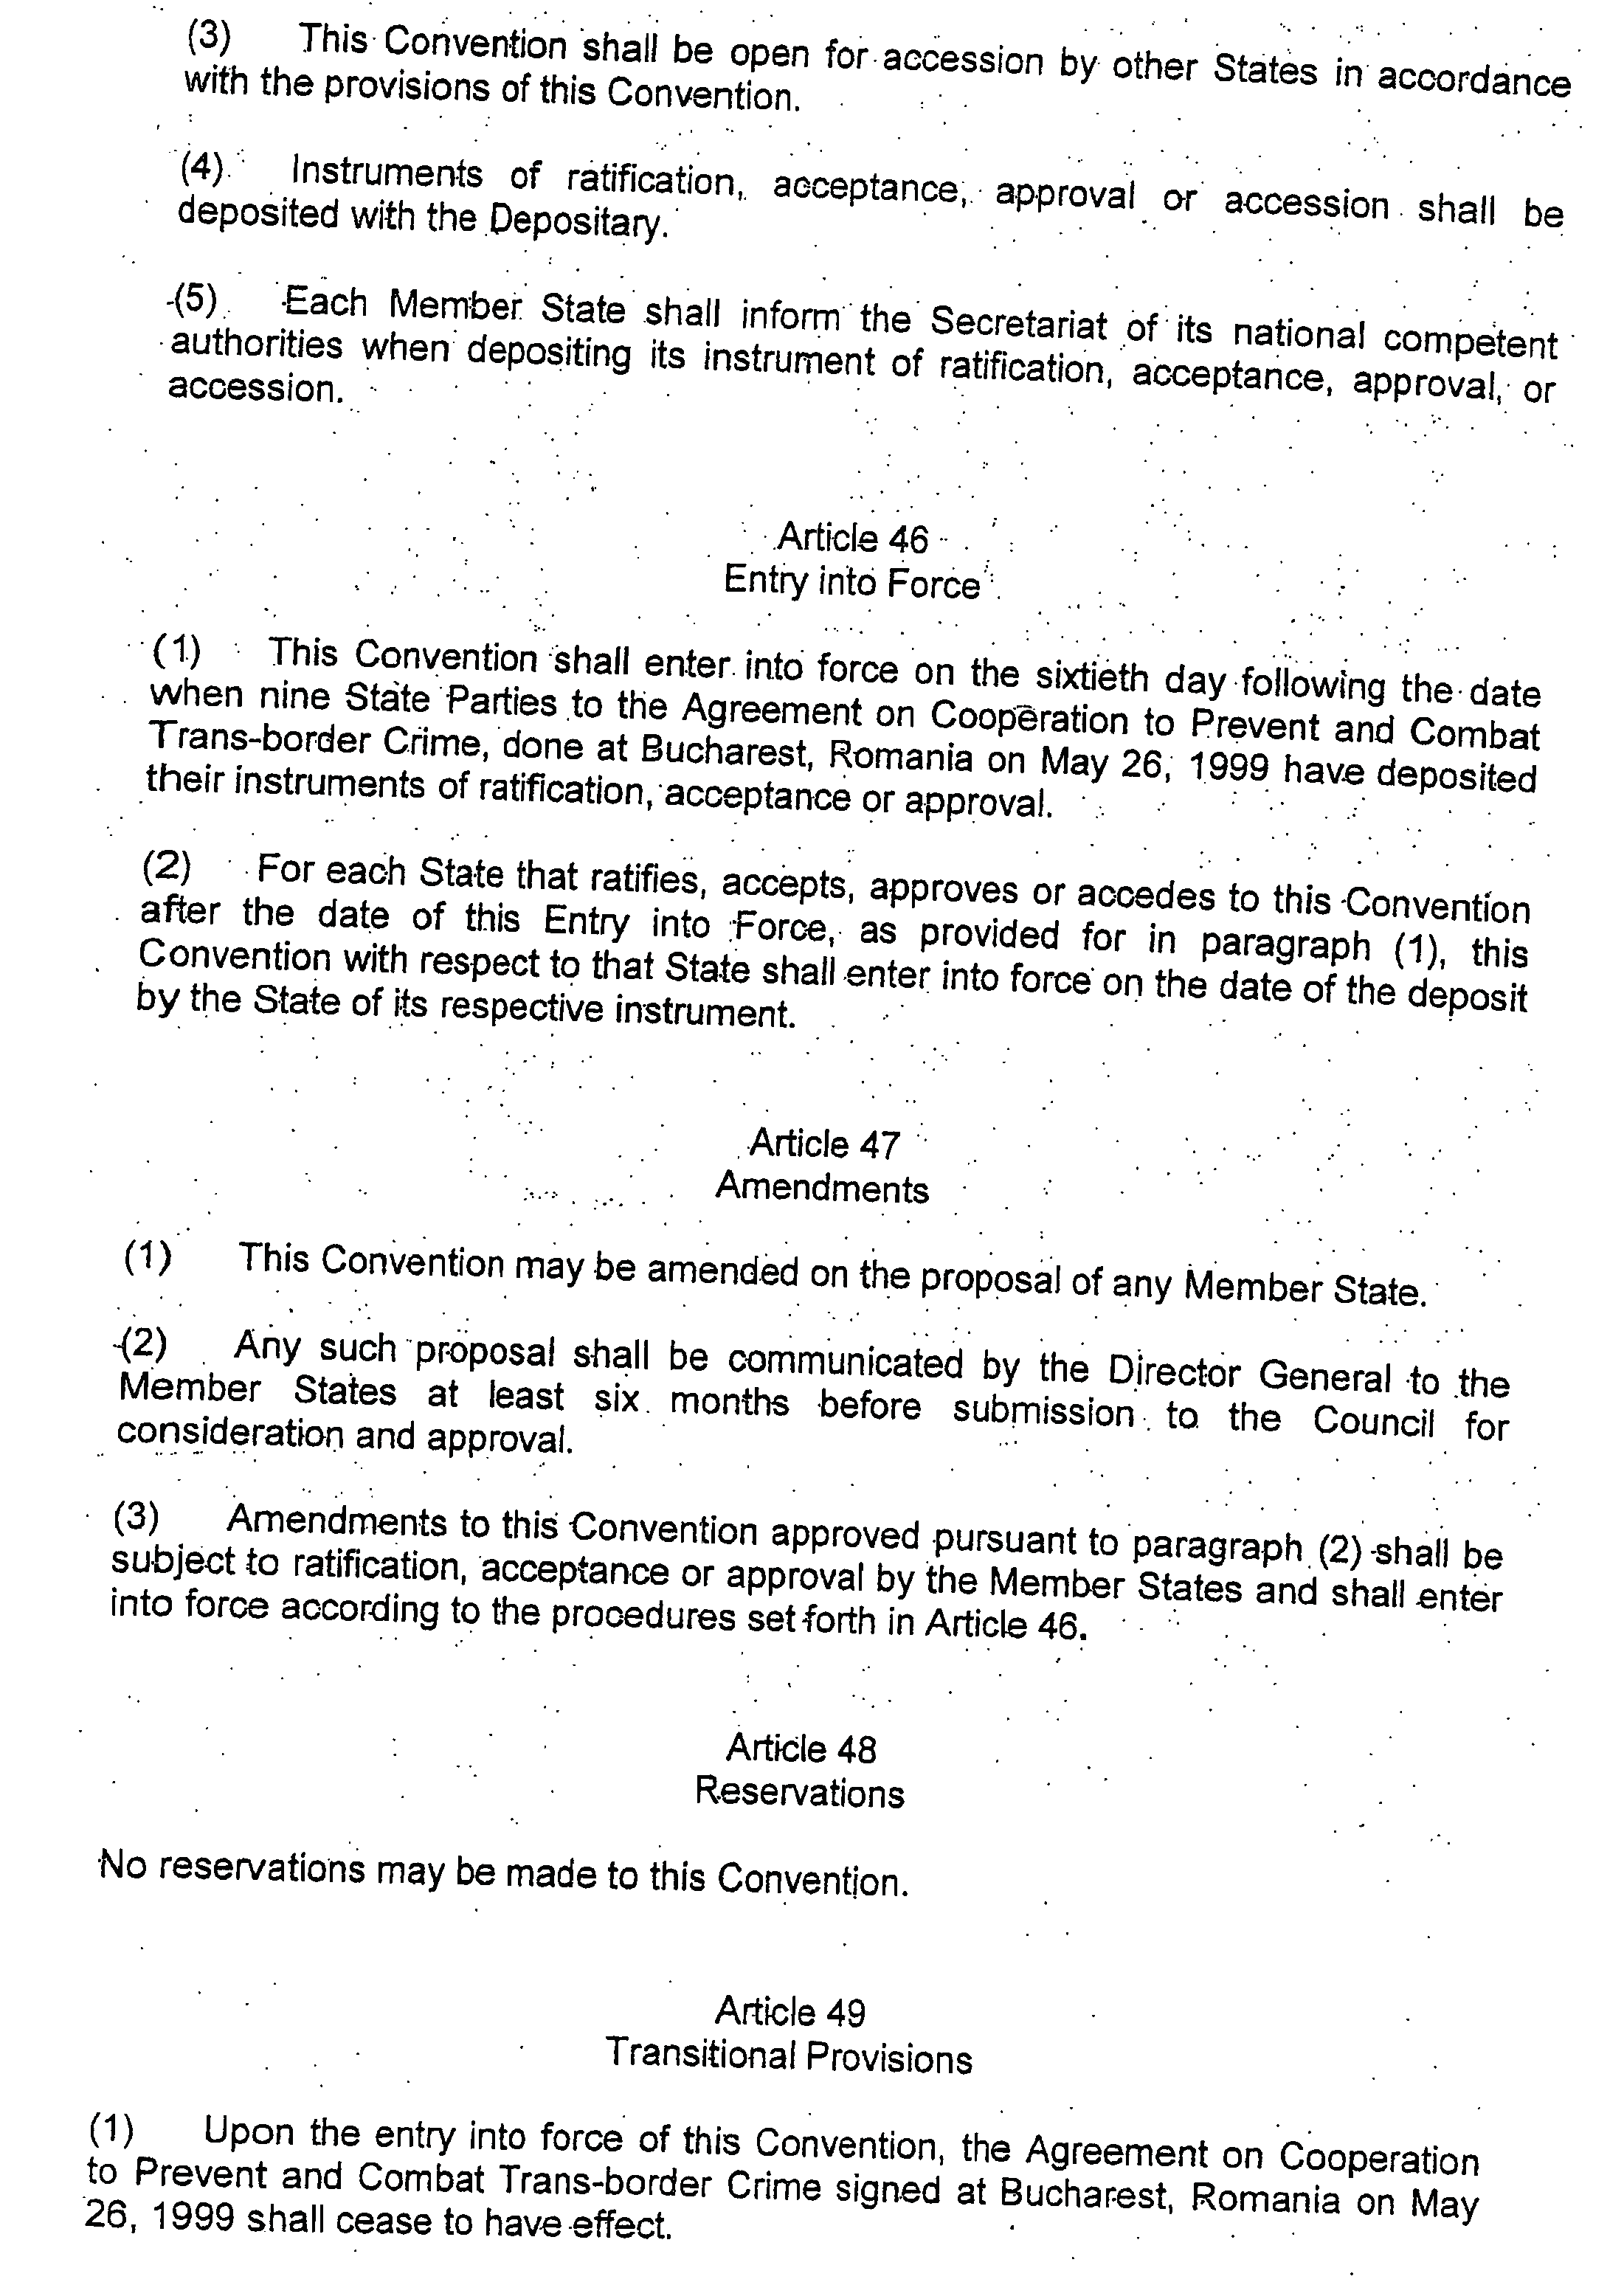 (3) This Convention shall be open for accession by other States in accordance
with the provisions of this Convention.
(4) Instruments of ratification, acceptance, approval or accession shall be
deposited with the Depositary.
(5) Each Member State shall inform the Secretariat of its national competent
authorities when depositing its instrument of ratification, acceptance, approval, or
accession.
Article 46
Entry into Force
(1) This Convention shall enter into force on the sixtieth day following the date
when nine State Parties to the Agreement on Cooperation to Prevent and Combat
Trans-border Crime, done at Bucharest, Romania on May 26, 1999 have deposited
their instruments of ratification, acceptance or approval.
(2) For each State that ratifies, accepts, approves or accedes to this Convention
after the date of this Entry into Force, as provided for in paragraph (1), this
Convention with respect to that State shall enter into force on the date of the deposit
by the State of its respective instrument.
Article 47
Amendments
(1) This Convention may be amended on the proposal of any Member State.
(2) Any such proposal shall be communicated by the Director General to the
Member States at least six months before submission to the Council for
consideration and approval.
(3) Amendments to this Convention approved pursuant to paragraph (2) shall be
subject to ratification, acceptance or approval by the Member States and shall enter
into force according to the procedures set forth in Article 46.
Article 48
Reservations
No reservations may be made to this Convention.
Article 49
Transitional Provisions
(1) Upon the entry into force of this Convention, the Agreement on Cooperation
to Prevent and Combat Trans-border Crime signed at Bucharest, Romania on May
26, 1999 shall cease to have effect.